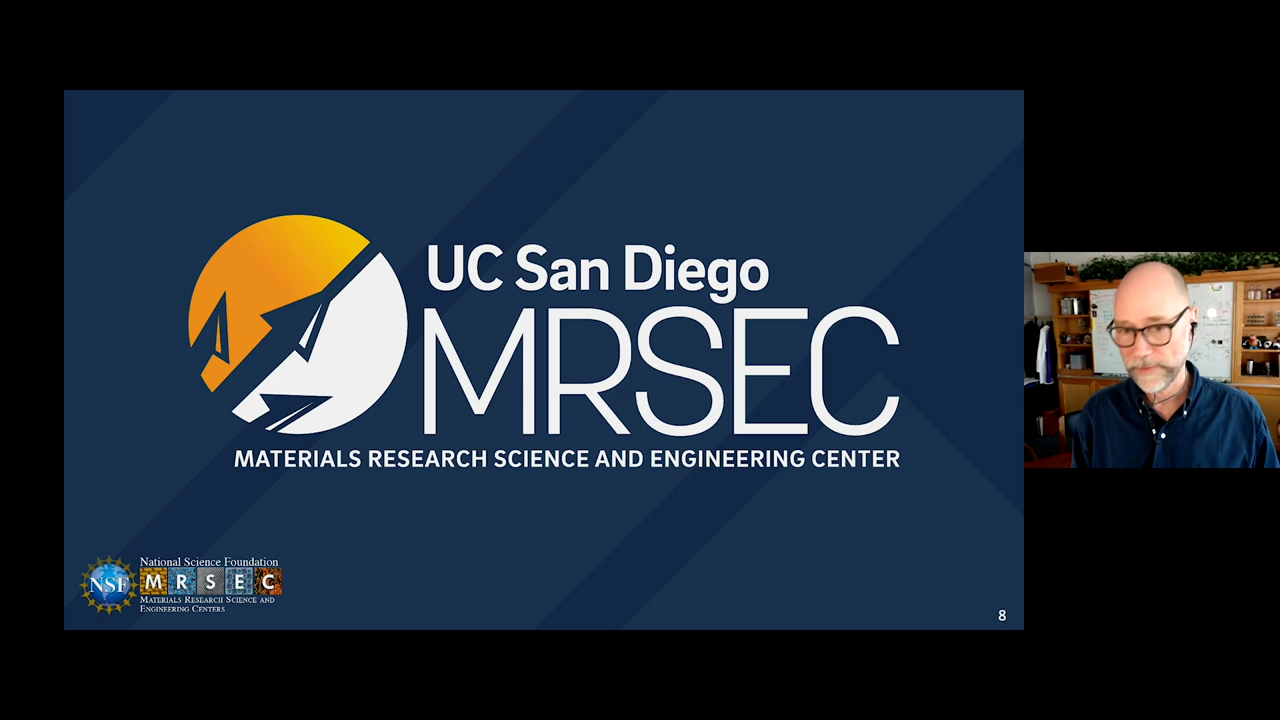 UC San Diego
MRSEC
MATERIALS RESEARCH SCIENCE AND ENGINEERING CENTER
NSF
National Science Foundation
MRSEC
MATERIALS RESEARCH SCIENCE AND
ENGINEERING CENTERS
8